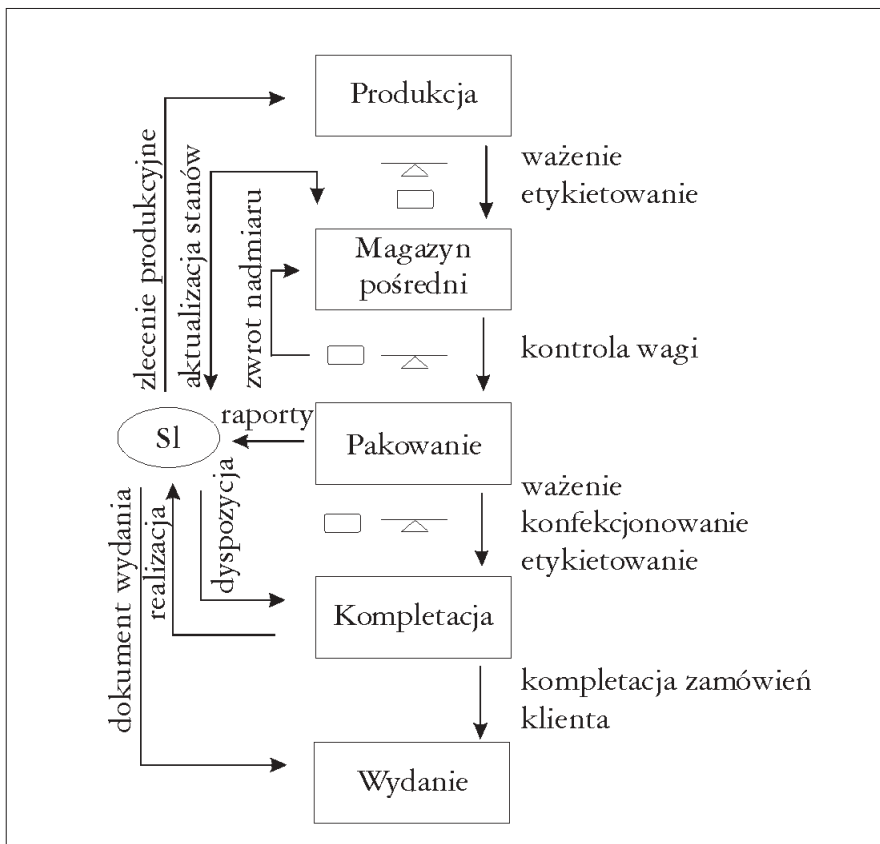 Produkcja
ważenie
etykietowanie
zlecenie produkcyjne
aktualizacja stanów
zwrot nadmiaru
Magazyn
pośredni
kontrola wagi
sl
raporty
Pakowanie
ważenie
konfekcjonowanie
etykietowanie
dokument wydania
realizacja
dyspozycja
Kompletacja
kompletacja zamówień
klienta
Wydanie